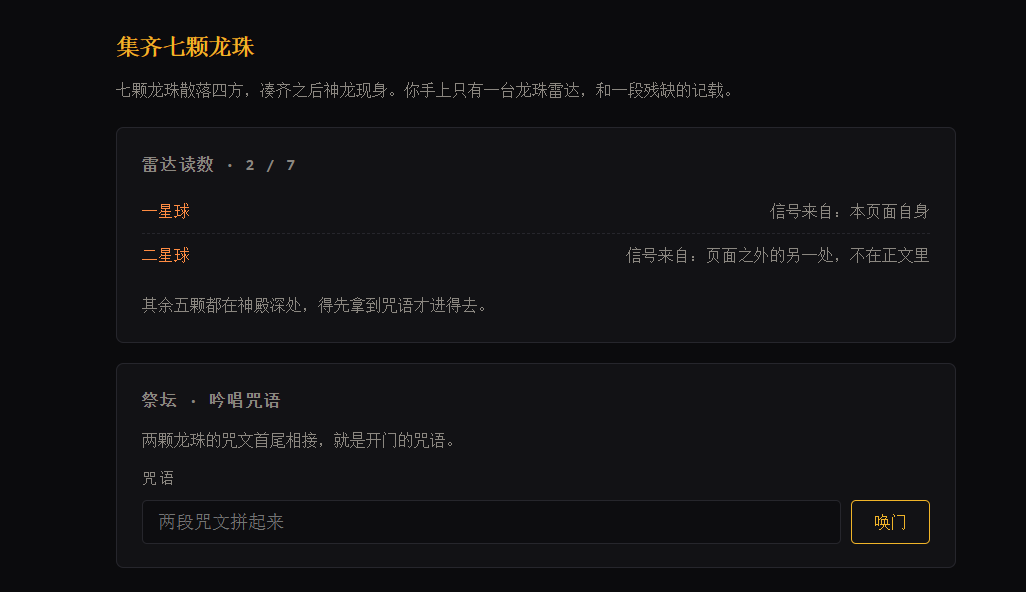 集齐七颗龙珠
七颗龙珠散落四方，凑齐之后神龙现身。你手上只有一台龙珠雷达，和一段残缺的记载。
雷达读数 · 2 / 7
一星球 信号来自：本页面自身
二星球 信号来自：页面之外的另一处，不在正文里
其余五颗都在神殿深处，得先拿到咒语才进得去。
祭坛 · 吟唱咒语
两颗龙珠的咒文首尾相接，就是开门的咒语。
咒语
两段咒文拼起来 唤门